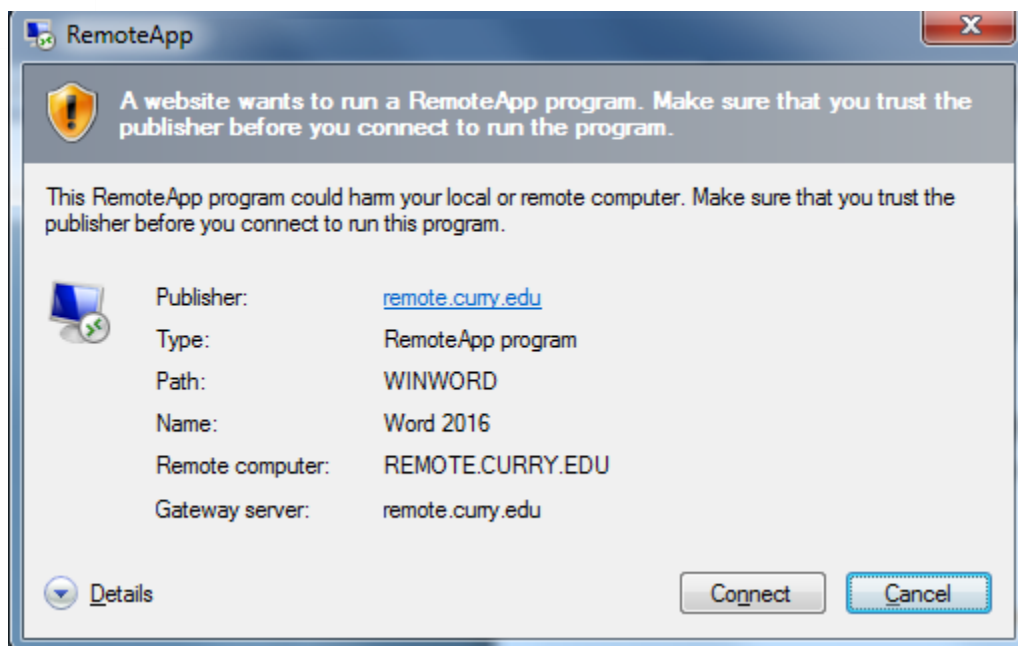 RemoteApp
A website wants to run a RemoteApp program. Make sure that you trust the
publisher before you connect to run the program.
This RemoteApp program could harm your local or remote computer. Make sure that you trust the
publisher before you connect to run this program.
Publisher: remote.curry.edu
Type: RemoteApp program
Path: WINWORD
Name: Word 2016
Remote computer: REMOTE.CURRY.EDU
Gateway server: remote.curry.edu
Details Connect Cancel